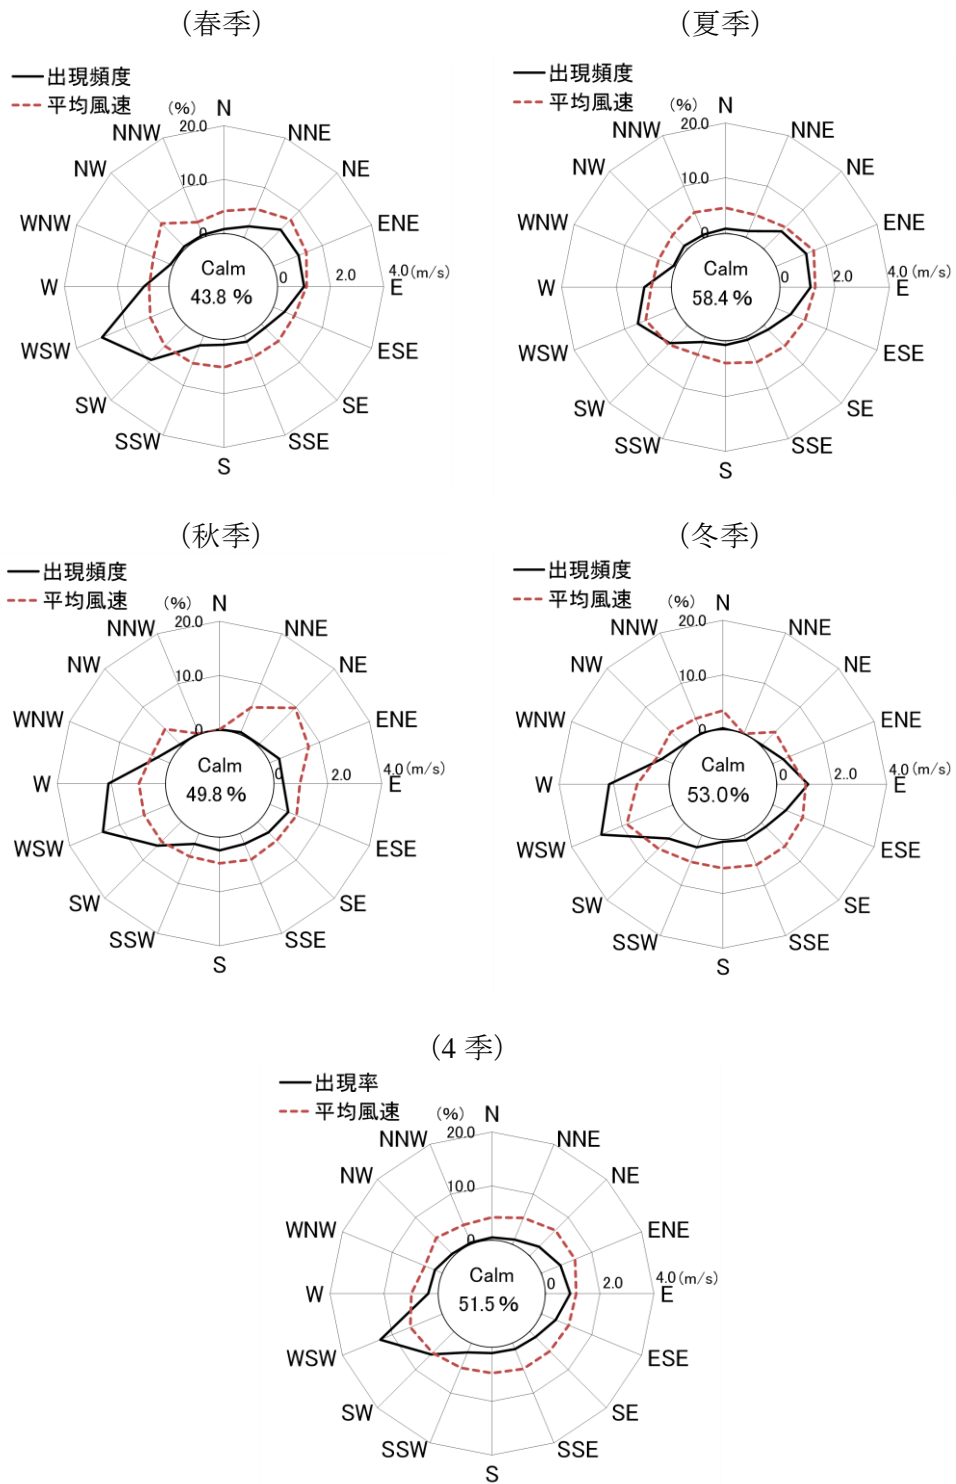 (春季)
出現頻度
平均風速
(%)
N
20.0
NNW
NNE
NW
NE
10.0
WNW
ENE
0
Calm
43.8 %
0
2.0
4.0(m/s)
W
E
WSW
ESE
SW
SE
SSW
SSE
S
(夏季)
出現頻度
平均風速
(%)
N
20.0
NNW
NNE
NW
NE
10.0
WNW
ENE
0
Calm
58.4 %
0
2.0
4.0(m/s)
W
E
WSW
ESE
SW
SE
SSW
SSE
S
(秋季)
出現頻度
平均風速
(%)
N
20.0
NNW
NNE
NW
NE
10.0
WNW
ENE
0
Calm
49.8 %
0
2.0
4.0(m/s)
W
E
WSW
ESE
SW
SE
SSW
SSE
S
(冬季)
出現頻度
平均風速
(%)
N
20.0
NNW
NNE
NW
NE
10.0
WNW
ENE
0
Calm
53.0%
0
2.0
4.0(m/s)
W
E
WSW
ESE
SW
SE
SSW
SSE
S
(4 季)
出現率
平均風速
(%)
N
20.0
NNW
NNE
NW
NE
10.0
WNW
ENE
0
Calm
51.5 %
0
2.0
4.0(m/s)
W
E
WSW
ESE
SW
SE
SSW
SSE
S